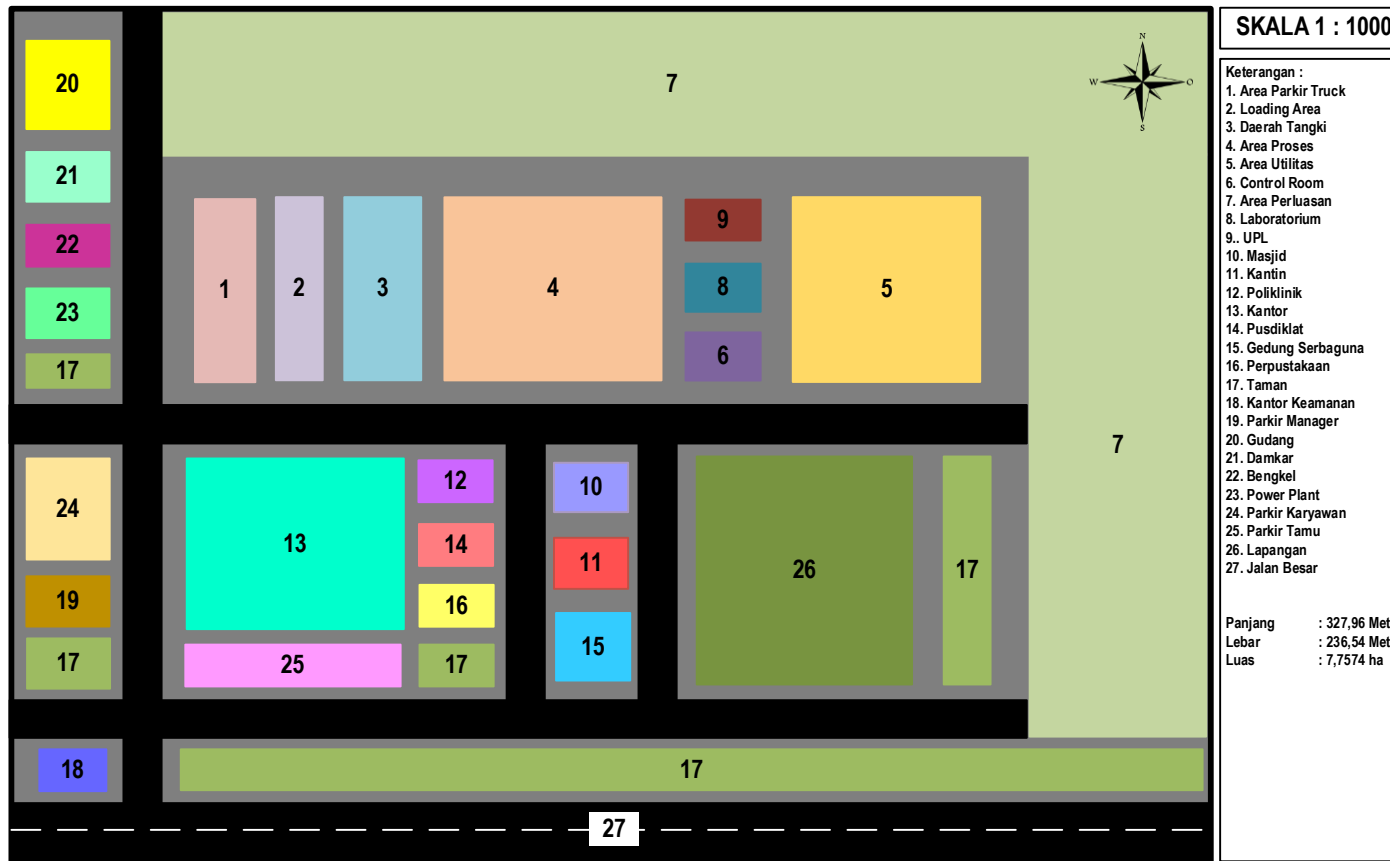 SKALA 1 : 1000
Keterangan :
1. Area Parkir Truck
2. Loading Area
3. Daerah Tangki
4. Area Proses
5. Area Utilitas
6. Control Room
7. Area Perluasan
8. Laboratorium
9.. UPL
10. Masjid
11. Kantin
12. Poliklinik
13. Kantor
14. Pusdiklat
15. Gedung Serbaguna
16. Perpustakaan
17. Taman
18. Kantor Keamanan
19. Parkir Manager
20. Gudang
21. Damkar
22. Bengkel
23. Power Plant
24. Parkir Karyawan
25. Parkir Tamu
26. Lapangan
27. Jalan Besar
Panjang : 327,96 Met
Lebar : 236,54 Met
Luas : 7,7574 ha
N
W O
S
7
20
21
22
23
17
1 2 3 4 9 8 6 5
7
24
19
17
13
25
12
14
16
17
10
11
15
26
17
18
17
27